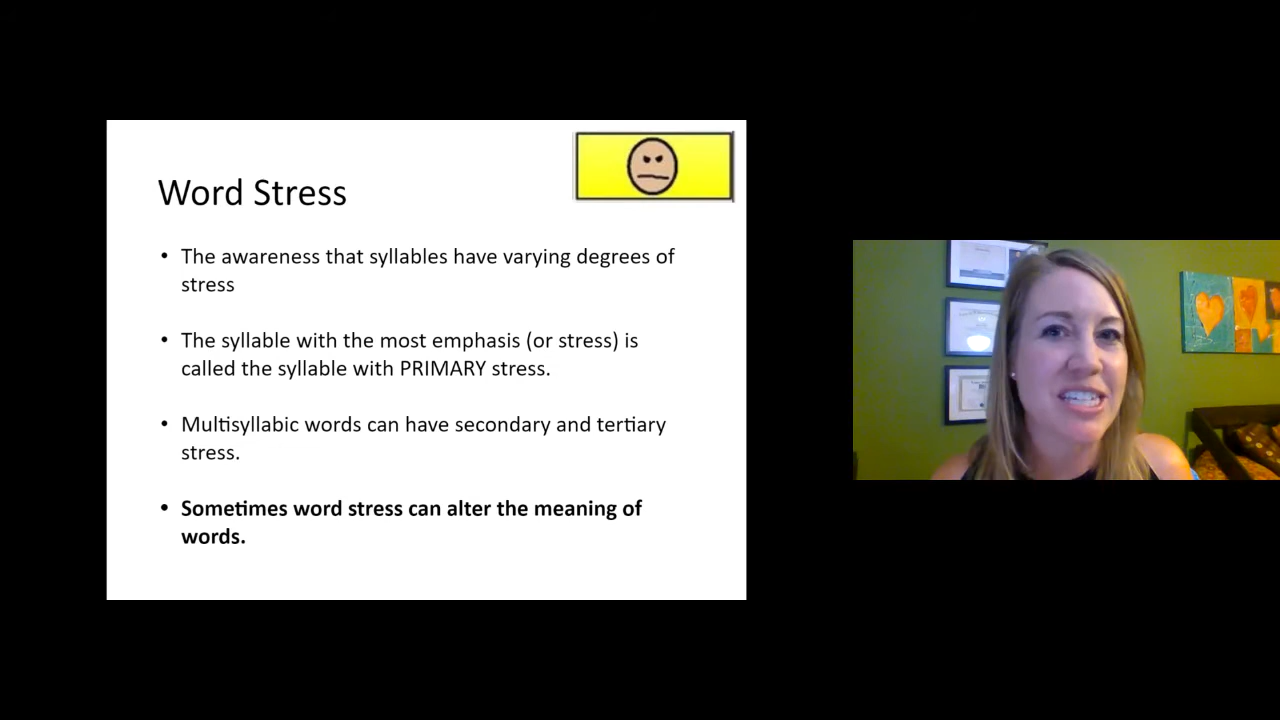 Word Stress
• The awareness that syllables have varying degrees of
stress
• The syllable with the most emphasis (or stress) is
called the syllable with PRIMARY stress.
• Multisyllabic words can have secondary and tertiary
stress.
• Sometimes word stress can alter the meaning of
words.